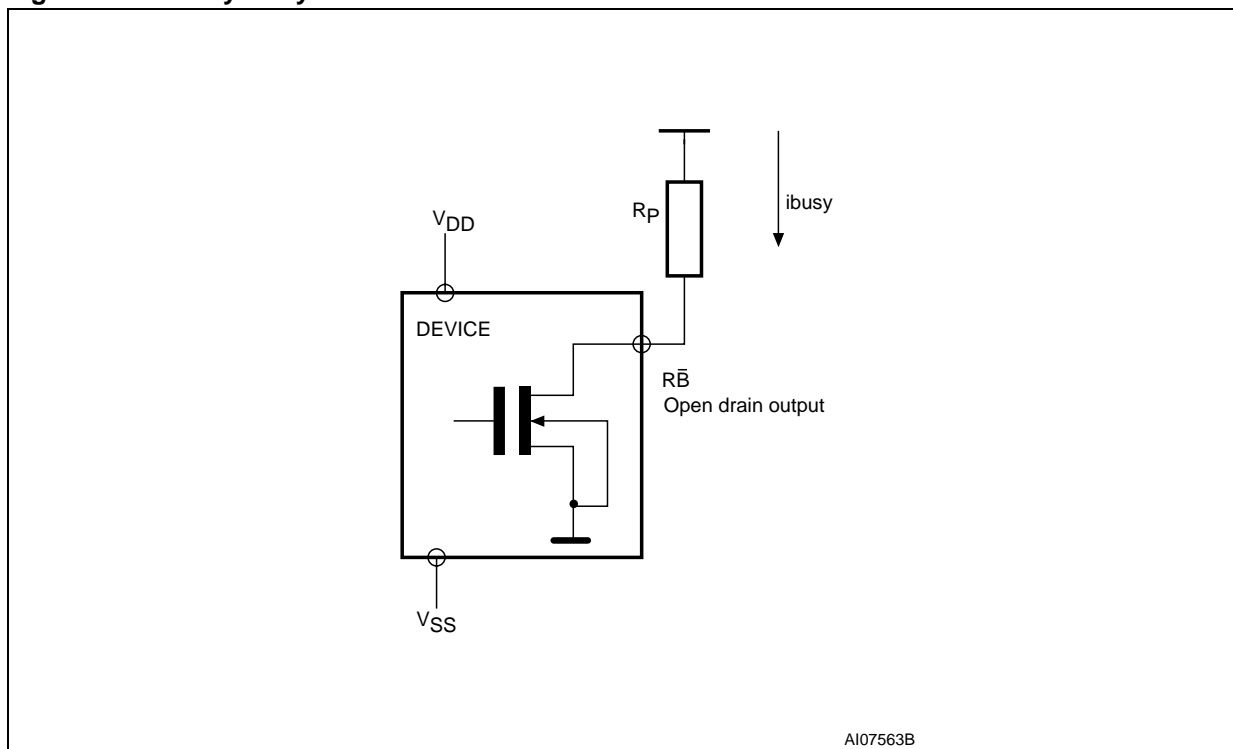 RP
ibusy
VDD
DEVICE
RB̅
Open drain output
VSS
AI07563B